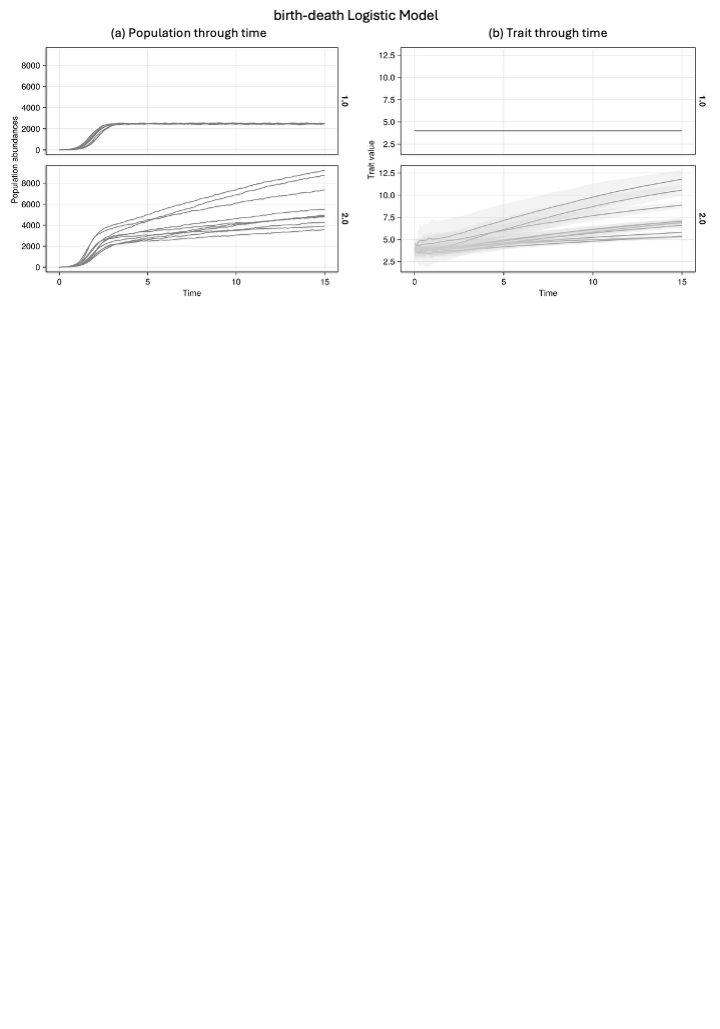 birth-death Logistic Model
(a) Population through time
(b) Trait through time
Population abundances
8000
6000
4000
2000
0
1.0
8000
6000
4000
2000
0
2.0
0 5 10 15
Time
Trait value
12.5
10.0
7.5
5.0
2.5
1.0
12.5
10.0
7.5
5.0
2.5
2.0
0 5 10 15
Time